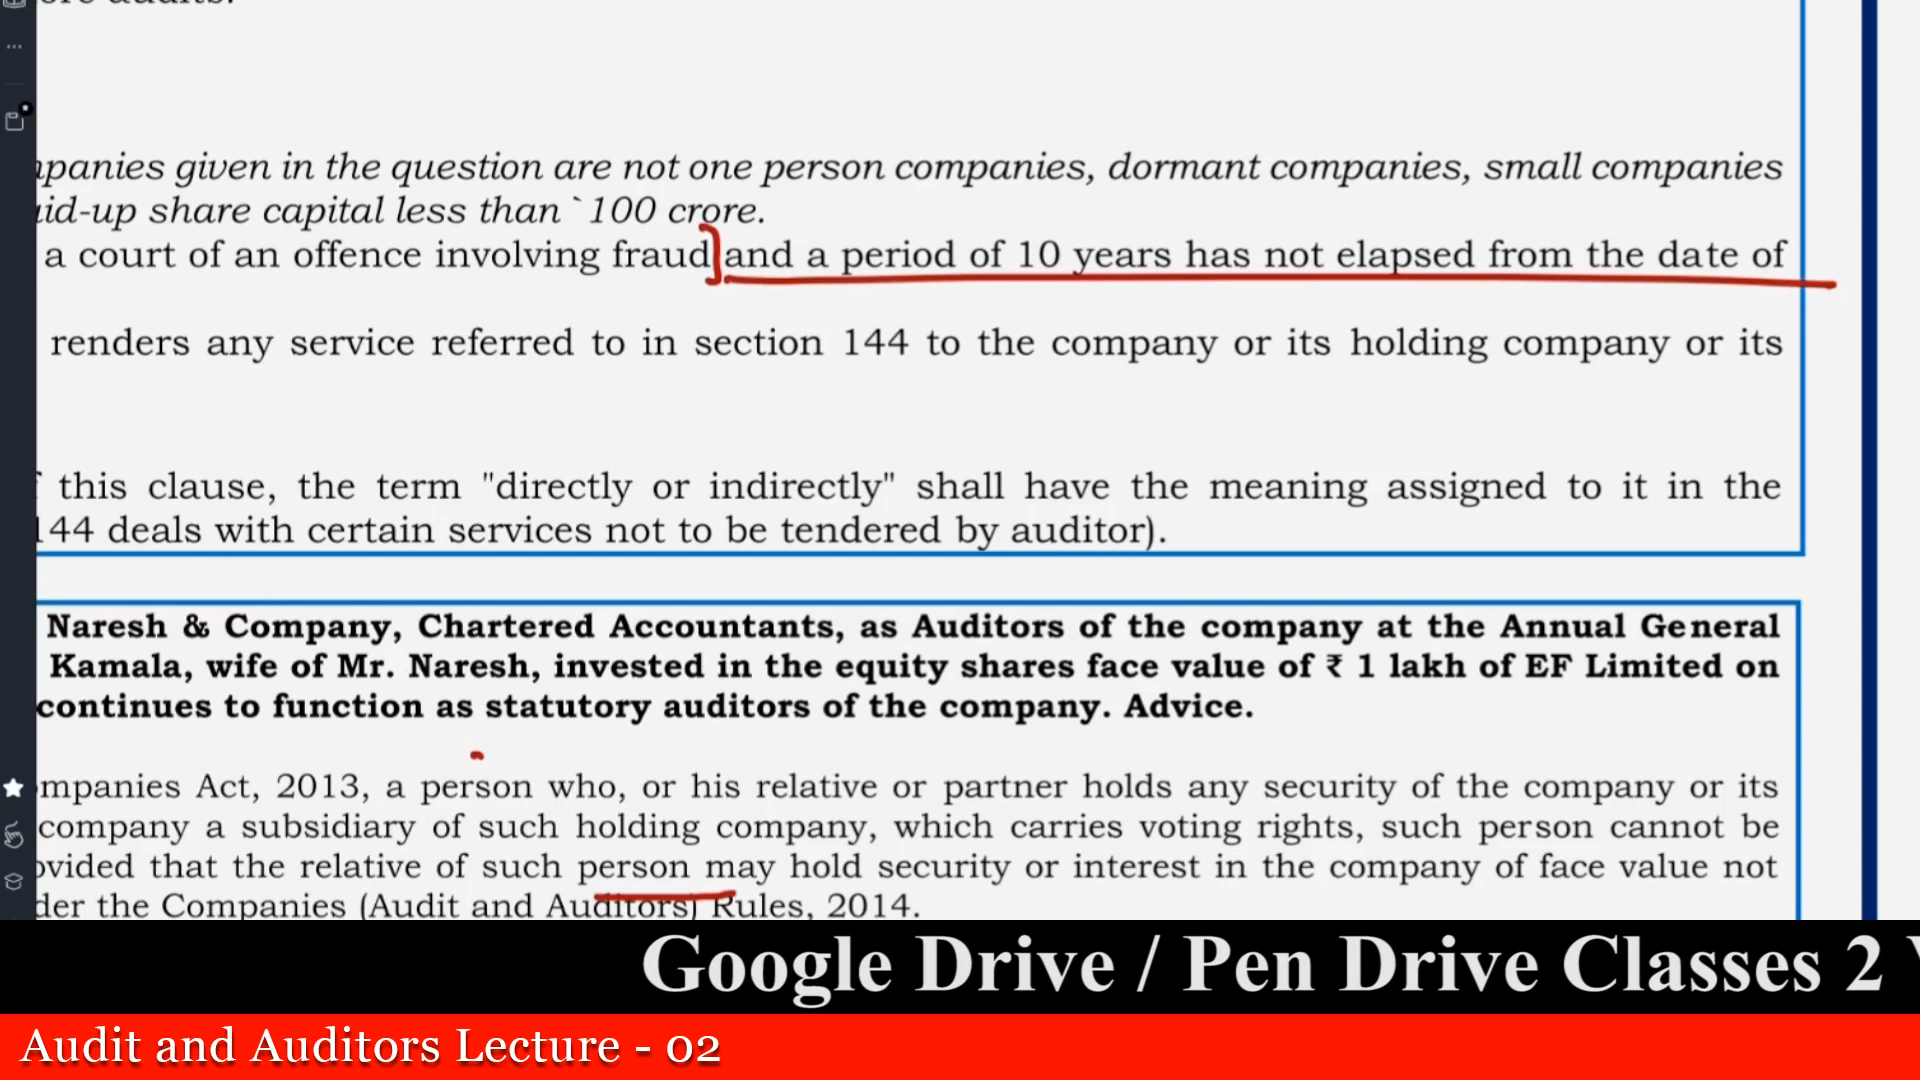 ore audits.
mpanies given in the question are not one person companies, dormant companies, small companies
aid-up share capital less than `100 crore.
a court of an offence involving fraud and a period of 10 years has not elapsed from the date of
renders any service referred to in section 144 to the company or its holding company or its
f this clause, the term "directly or indirectly" shall have the meaning assigned to it in the
144 deals with certain services not to be tendered by auditor).
Naresh & Company, Chartered Accountants, as Auditors of the company at the Annual General
Kamala, wife of Mr. Naresh, invested in the equity shares face value of ₹ 1 lakh of EF Limited on
continues to function as statutory auditors of the company. Advice.
mpanies Act, 2013, a person who, or his relative or partner holds any security of the company or its
company a subsidiary of such holding company, which carries voting rights, such person cannot be
ovided that the relative of such person may hold security or interest in the company of face value not
der the Companies (Audit and Auditors) Rules, 2014.
Google Drive / Pen Drive Classes 2
Audit and Auditors Lecture - 02